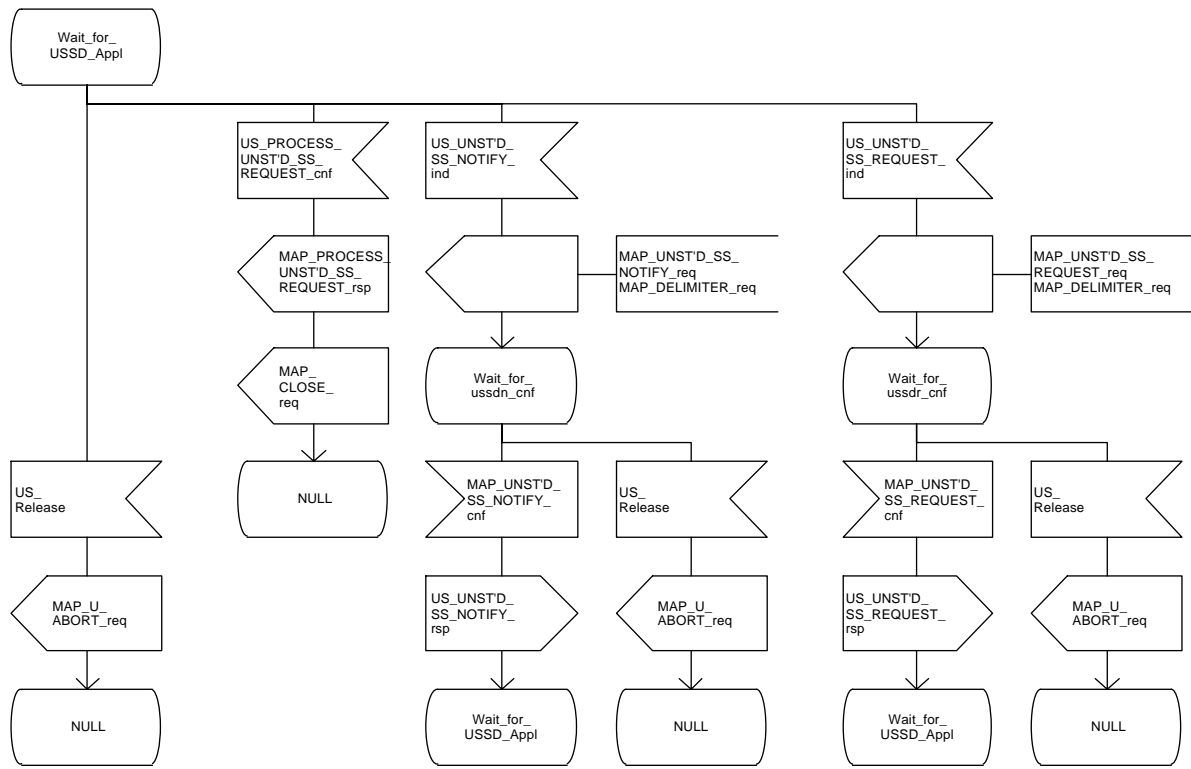 Wait_for_
USSD_Appl
US_PROCESS_
UNST'D_SS_
REQUEST_cnf
US_UNST'D_
SS_NOTIFY_
ind
US_UNST'D_
SS_REQUEST_
ind
MAP_PROCESS_
UNST'D_SS_
REQUEST_rsp
MAP_UNST'D_SS_
NOTIFY_req
MAP_DELIMITER_req
MAP_UNST'D_SS_
REQUEST_req
MAP_DELIMITER_req
MAP_
CLOSE_
req
Wait_for_
ussdn_cnf
Wait_for_
ussdr_cnf
US_
Release
NULL
MAP_UNST'D_
SS_NOTIFY_
cnf
US_
Release
MAP_UNST'D_
SS_REQUEST_
cnf
US_
Release
MAP_U_
ABORT_req
US_UNST'D_
SS_NOTIFY_
rsp
MAP_U_
ABORT_req
US_UNST'D_
SS_REQUEST_
rsp
MAP_U_
ABORT_req
NULL
Wait_for_
USSD_Appl
NULL
Wait_for_
USSD_Appl
NULL